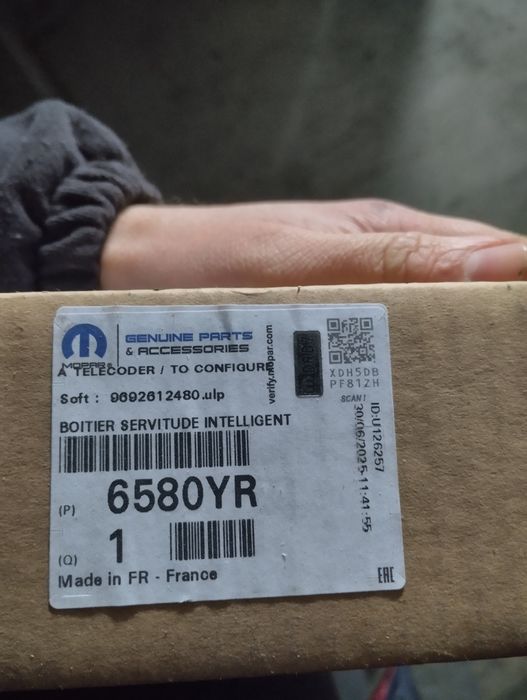 MOPAR
GENUINE PARTS
& ACCESSORIES
A TELECODER / TO CONFIGURE
verify.mopar.com
XDH5DB
PF81ZH
SCAN!
Soft : 9692612480.ulp
BOITIER SERVITUDE INTELLIGENT
ID:U126257
30/06/2025-11:41:55
(P) 6580YR
(Q) 1
Made in FR - France
EAC